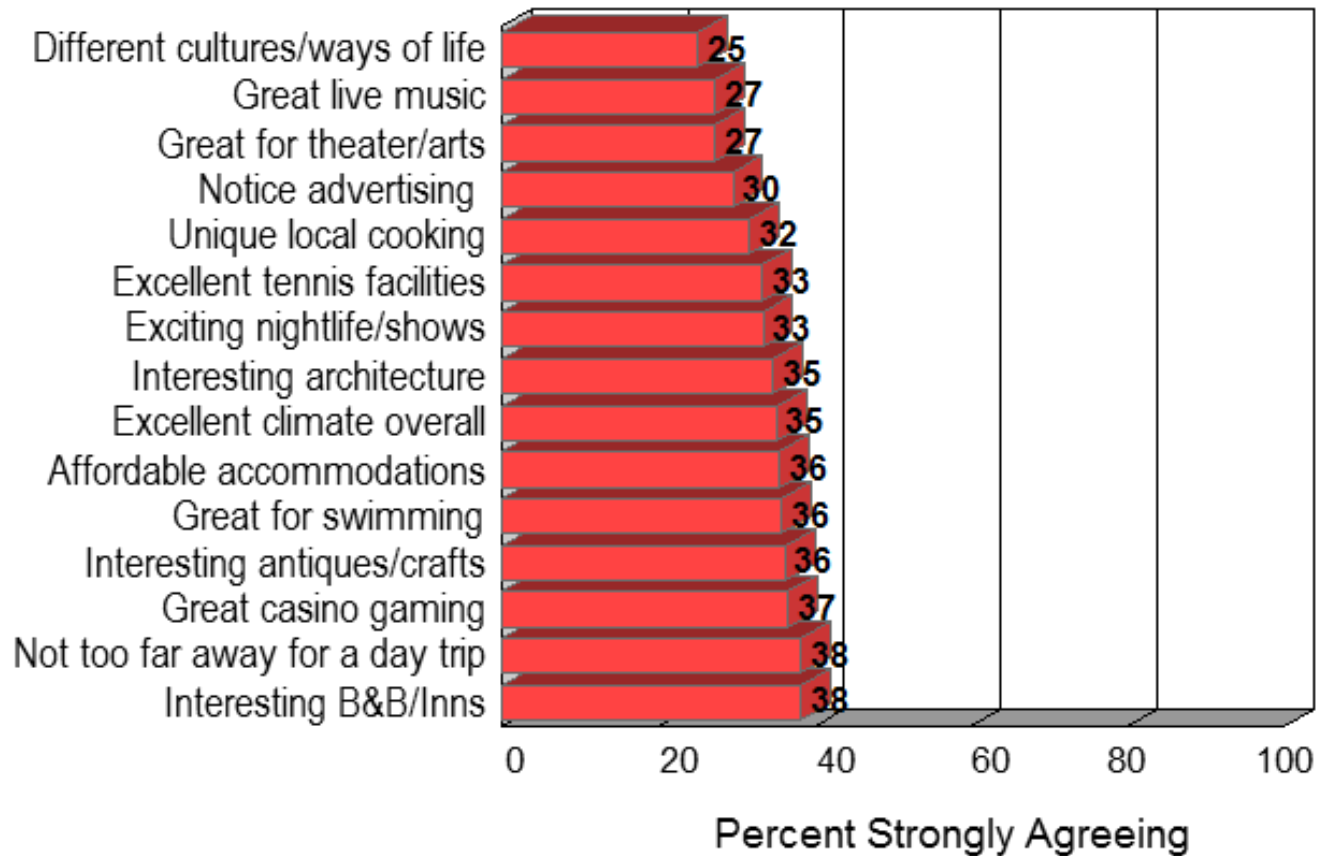 Different cultures/ways of life 25
Great live music 27
Great for theater/arts 27
Notice advertising 30
Unique local cooking 32
Excellent tennis facilities 33
Exciting nightlife/shows 33
Interesting architecture 35
Excellent climate overall 35
Affordable accommodations 36
Great for swimming 36
Interesting antiques/crafts 36
Great casino gaming 37
Not too far away for a day trip 38
Interesting B&B/Inns 38
0 20 40 60 80 100
Percent Strongly Agreeing